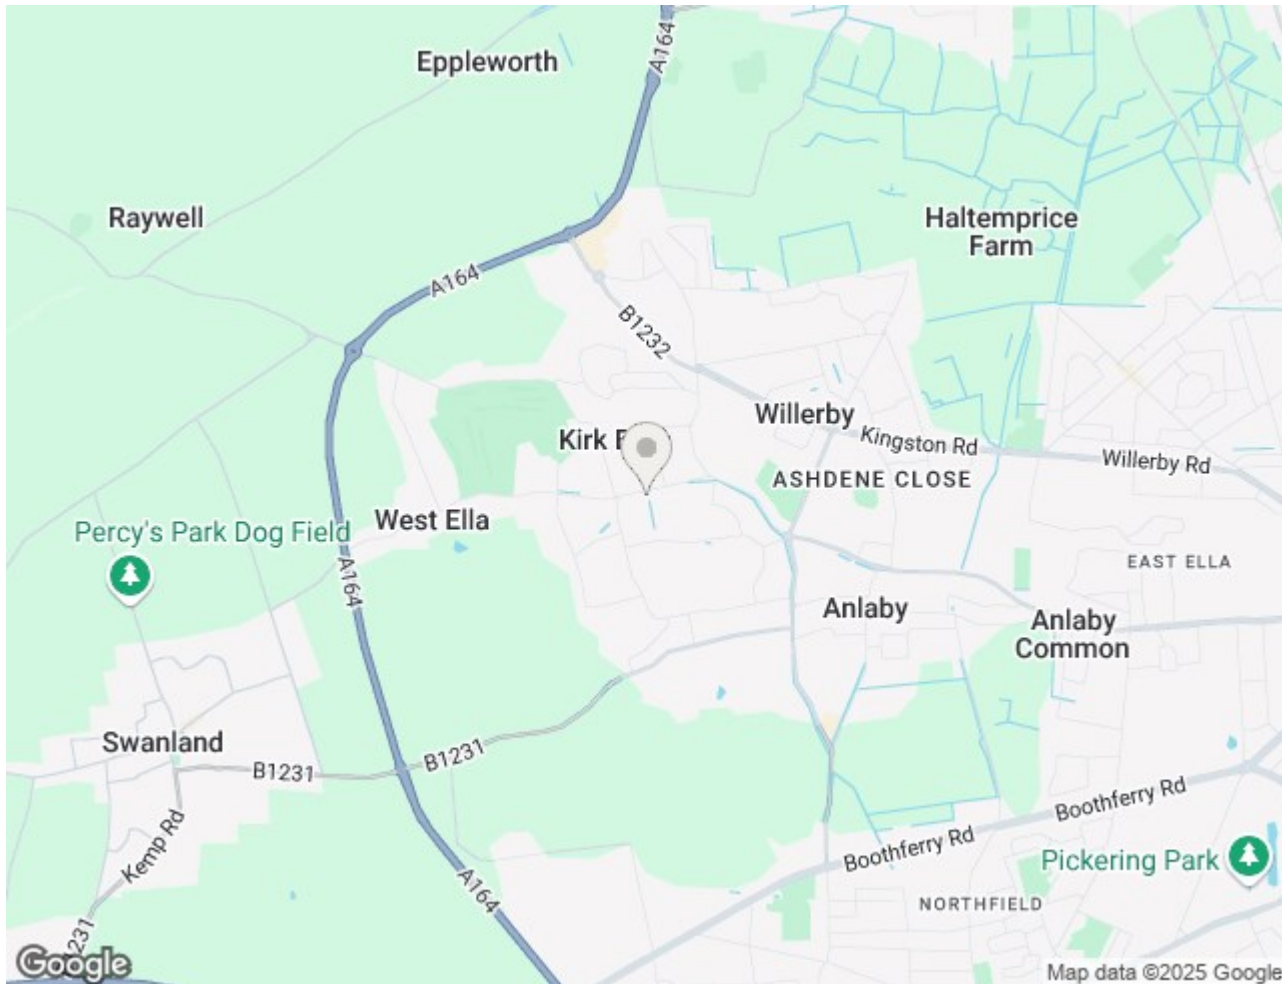 A164
Eppleworth
Raywell
Haltemprice
Farm
A164
B1232
Willerby
Kirk E
Kingston Rd
Willerby Rd
ASHDENE CLOSE
West Ella
Percy's Park Dog Field
A164
EAST ELLA
Anlaby
Anlaby
Common
Swanland
B1231
B1231
Boothferry Rd
Kemp Rd
Boothferry Rd
Pickering Park
A164
NORTHFIELD
Google
Map data ©2025 Google